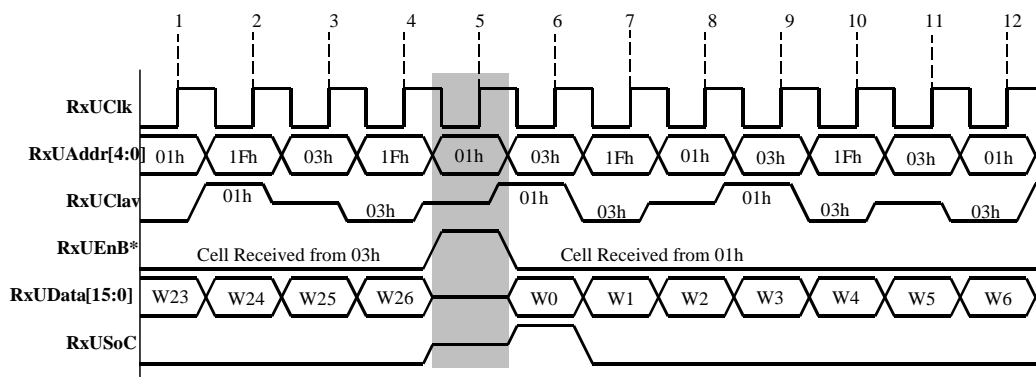 1 2 3 4 5 6 7 8 9 10 11 12
RxUClk
RxUAddr[4:0] 01h 1Fh 03h 1Fh 01h 03h 1Fh 01h 03h 1Fh 03h 01h
RxUClav 01h 03h 01h 03h 01h 03h 03h
RxUEnB* Cell Received from 03h Cell Received from 01h
RxUData[15:0] W23 W24 W25 W26 W0 W1 W2 W3 W4 W5 W6
RxUSoC